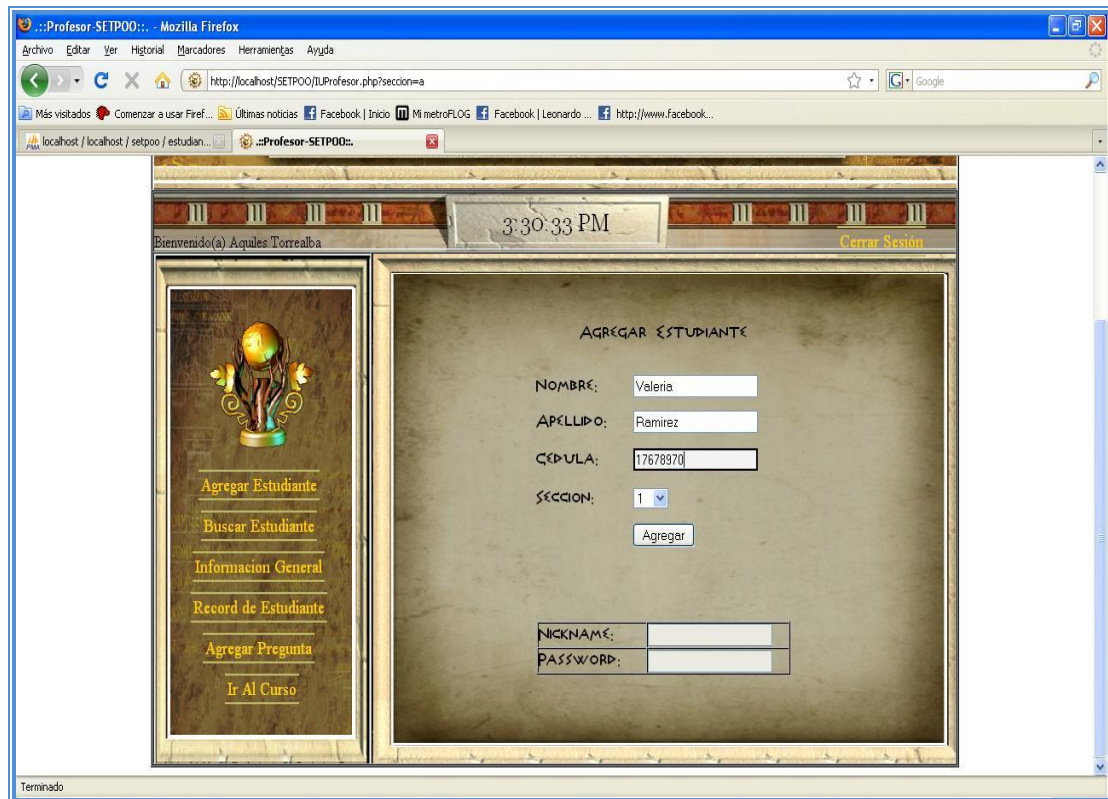 .::Profesor-SETPOO::. - Mozilla Firefox
Archivo Editar Ver Historial Marcadores Herramientas Ayuda
http://localhost/SETPOO/IUProfesor.php?seccion=a
Google
Más visitados Comenzar a usar Firef... Últimas noticias Facebook | Inicio Mi metroFLOG Facebook | Leonardo ... http://www.facebook...
localhost / localhost / setpoo / estudian... .::Profesor-SETPOO::.
3:30:33 PM
Bienvenido(a) Aquiles Torrealba
Cerrar Sesión
Agregar Estudiante
Buscar Estudiante
Informacion General
Record de Estudiante
Agregar Pregunta
Ir Al Curso
Agregar Estudiante
Nombre: Valeria
Apellido: Ramirez
Cedula: 17678970
Seccion: 1
Agregar
Nickname:
Password:
Terminado